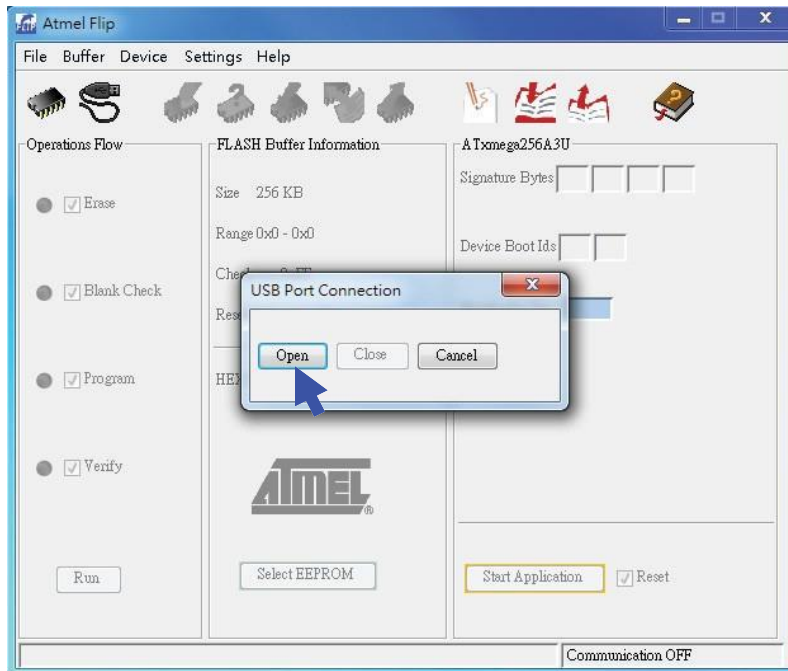 Atmel Flip
File Buffer Device Settings Help
Operations Flow
Erase
Blank Check
Program
Verify
Run
FLASH Buffer Information
Size 256 KB
Range 0x0 - 0x0
ATMEL
Select EEPROM
USB Port Connection
Open Close Cancel
ATxmega256A3U
Signature Bytes
Device Boot Ids
Start Application Reset
Communication OFF